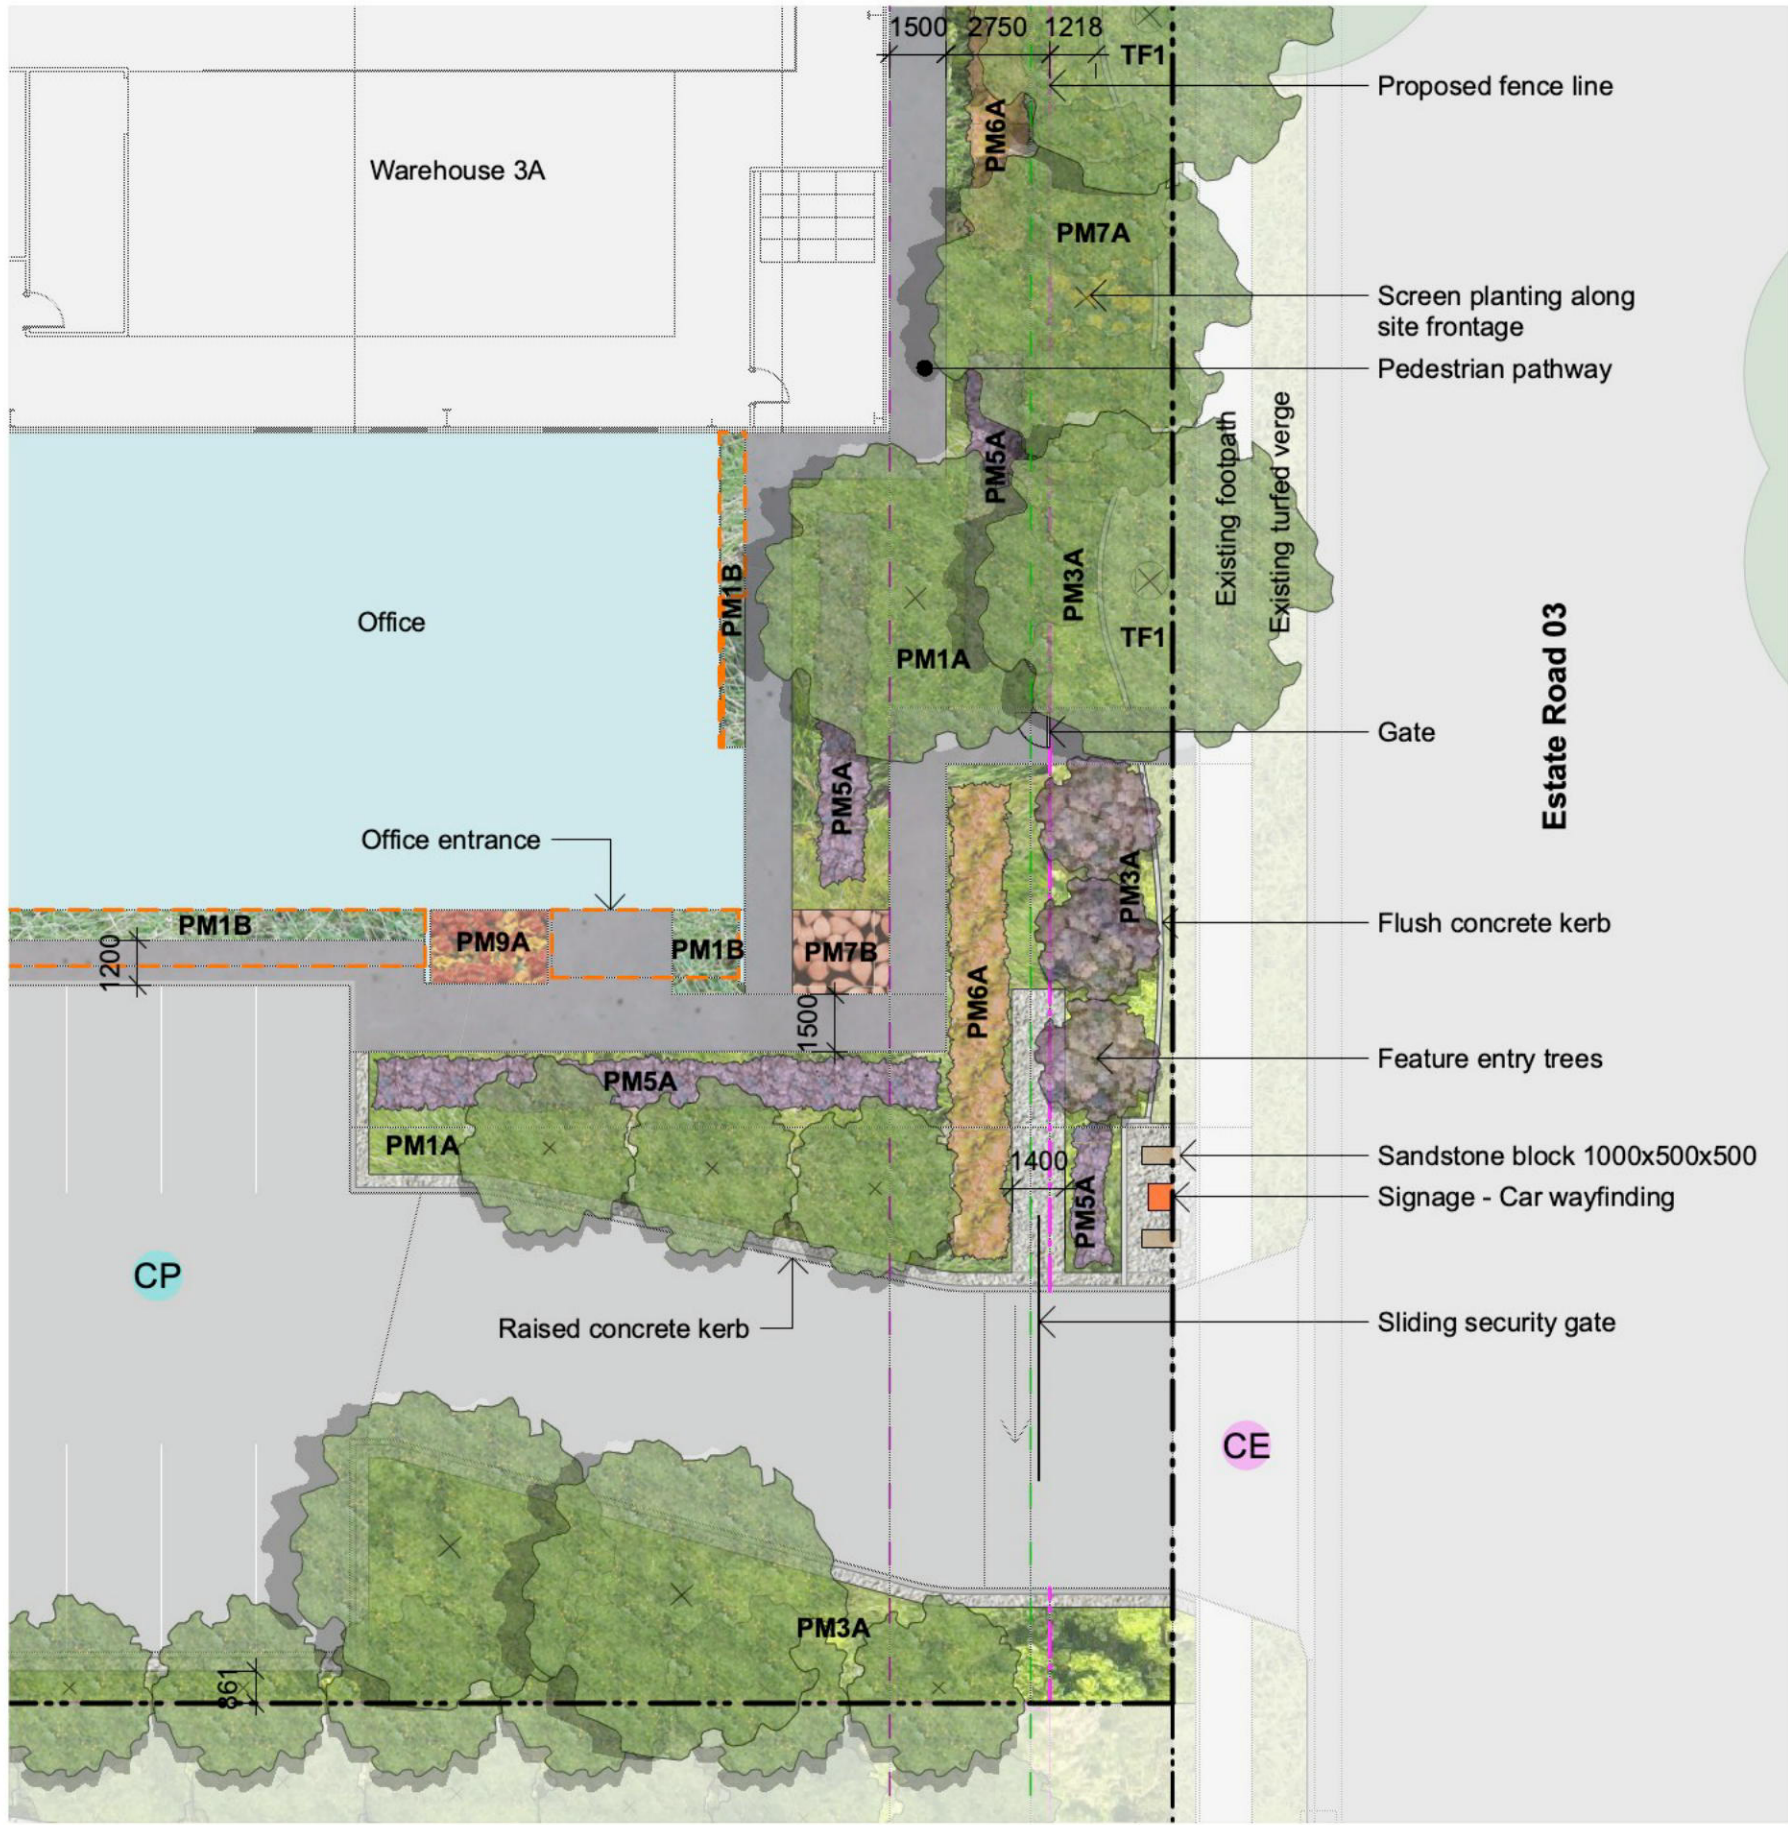 1500 2750 1218
TF1
Proposed fence line
PM6A
Warehouse 3A
PM7A
Screen planting along
site frontage
Pedestrian pathway
PM5A
Existing footpath
Existing turfed verge
PM1B
Office
PM3A
TF1
PM1A
Estate Road 03
Gate
PM5A
Office entrance
PM3A
PM1B
PM9A
PM1B
PM7B
Flush concrete kerb
1200
PM6A
1500
Feature entry trees
PM5A
PM1A
1400
Sandstone block 1000x500x500
PM5A
Signage - Car wayfinding
CP
Raised concrete kerb
Sliding security gate
CE
PM3A
861